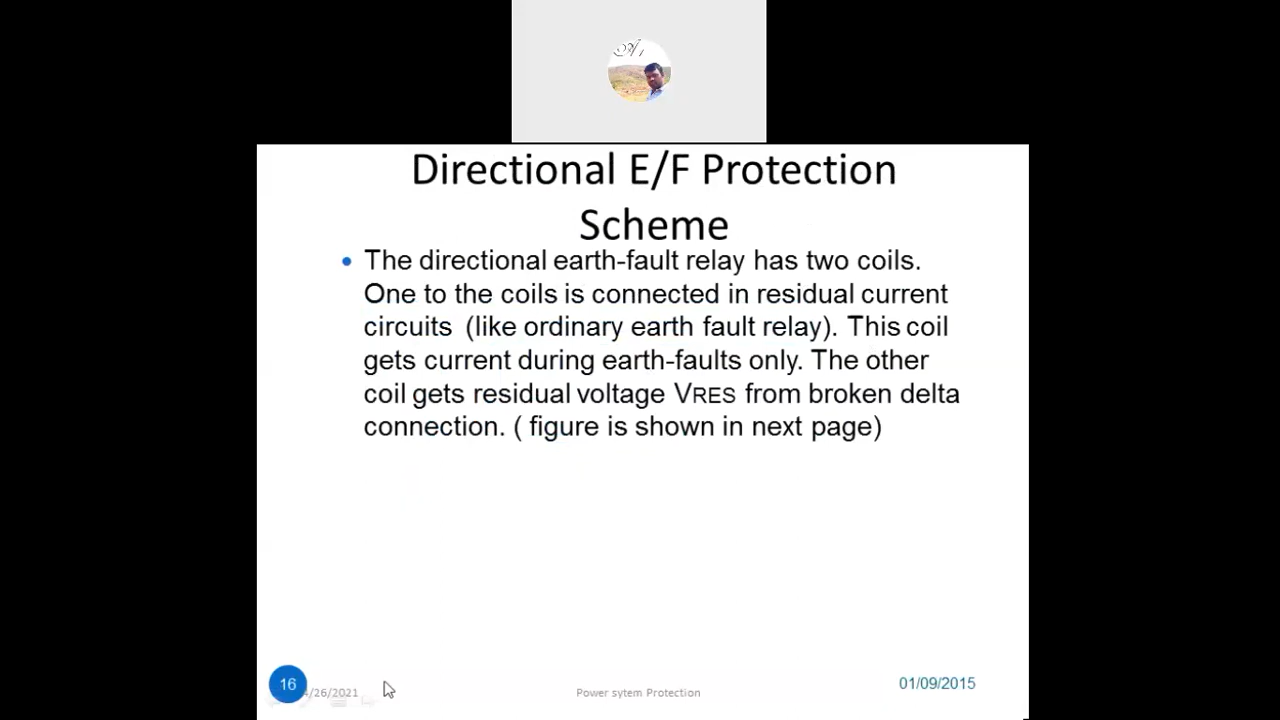 Directional E/F Protection
Scheme
• The directional earth-fault relay has two coils.
One to the coils is connected in residual current
circuits (like ordinary earth fault relay). This coil
gets current during earth-faults only. The other
coil gets residual voltage VRES from broken delta
connection. ( figure is shown in next page)
16
/26/2021
Power sytem Protection
01/09/2015